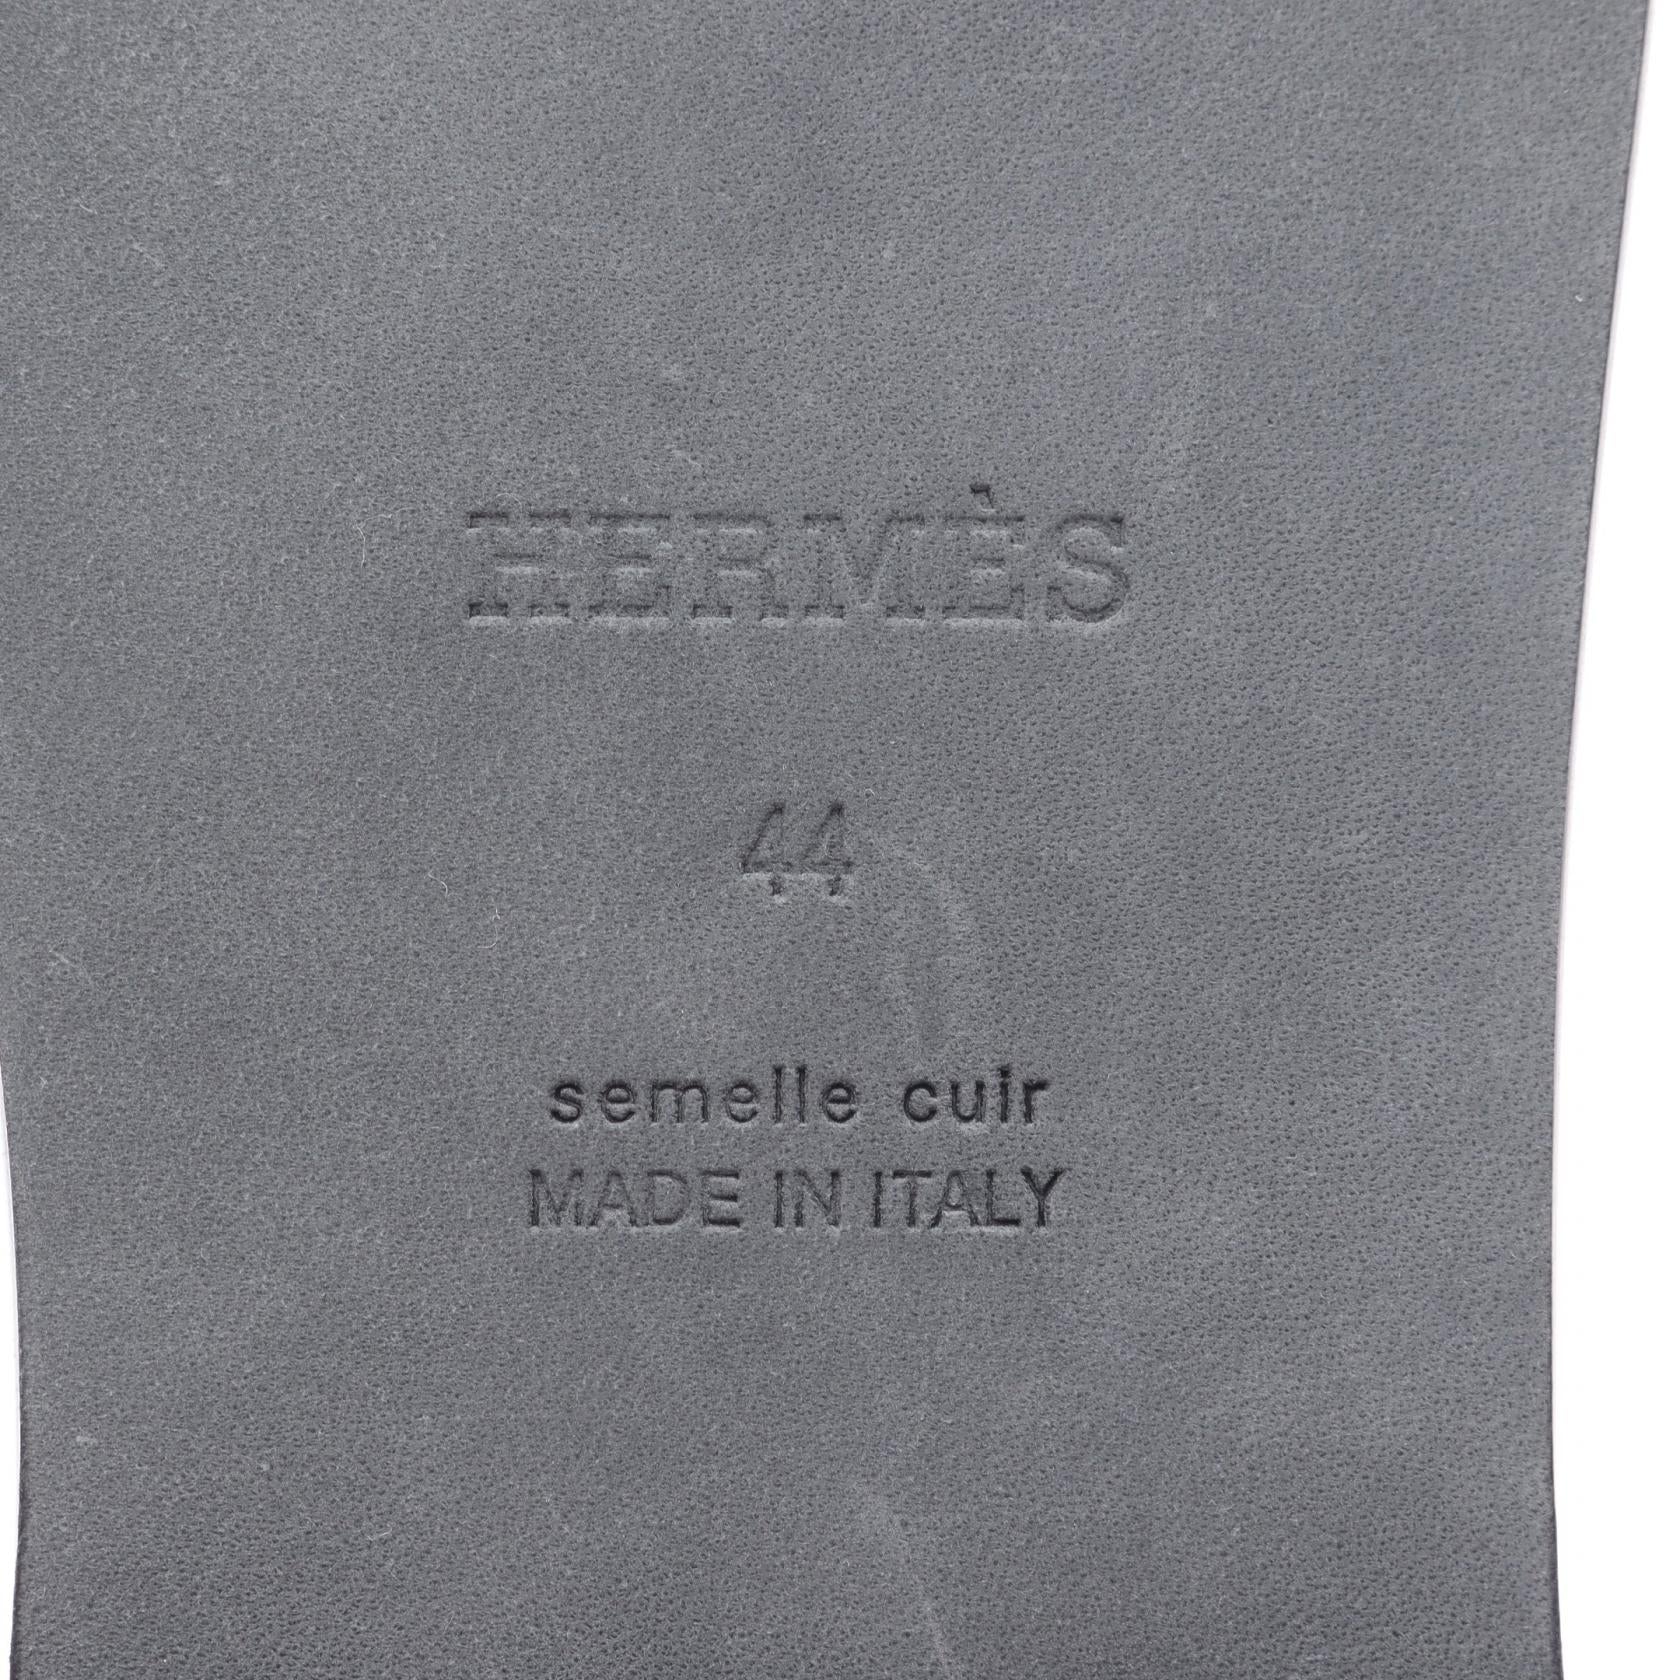 HERMÈS
44
semelle cuir
MADE IN ITALY